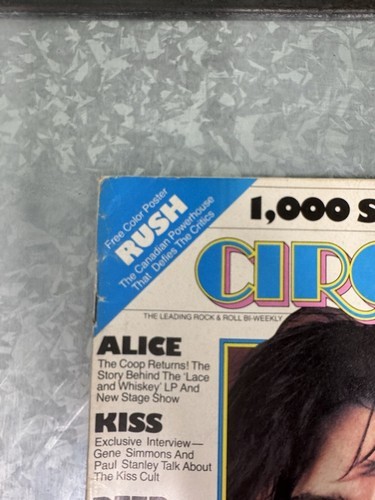 Free Color Poster
RUSH
The Canadian Powerhouse
That Defies The Critics
1,000 S
CIRC
THE LEADING ROCK & ROLL BI-WEEKLY
ALICE
The Coop Returns! The
Story Behind The 'Lace
and Whiskey' LP And
New Stage Show
KISS
Exclusive Interview—
Gene Simmons And
Paul Stanley Talk About
The Kiss Cult